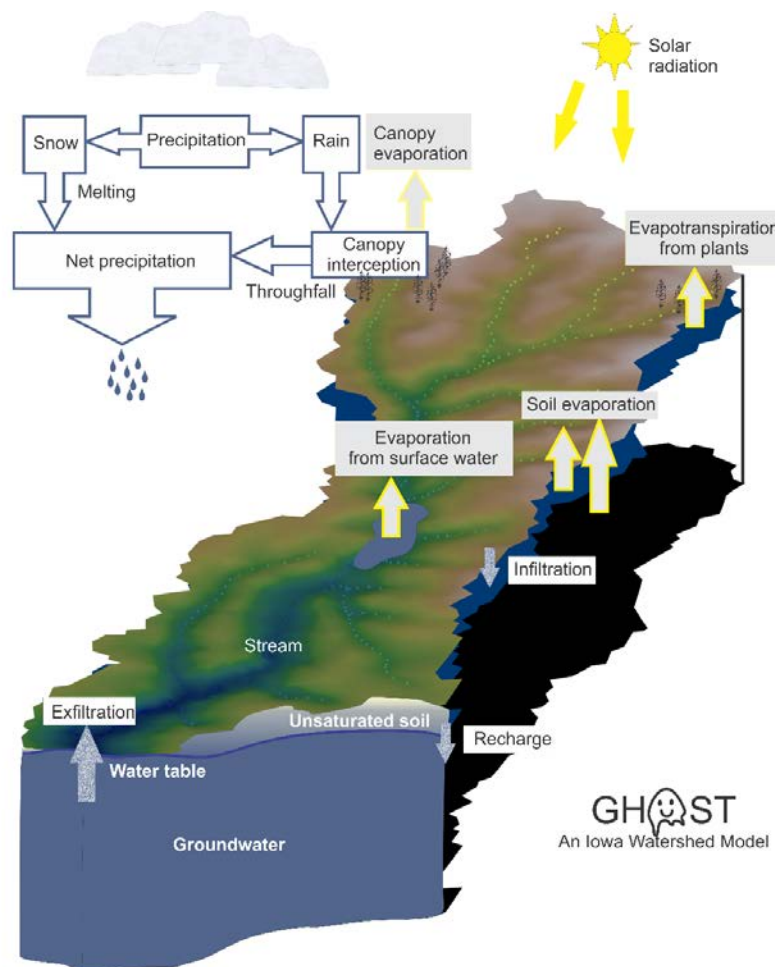 Solar
radiation
Snow
Precipitation
Rain
Canopy
evaporation
Melting
Net precipitation
Canopy
interception
Throughfall
Evapotranspiration
from plants
Soil evaporation
Evaporation
from surface water
Infiltration
Stream
Exfiltration
Unsaturated soil
Recharge
Water table
Groundwater
GHOST
An Iowa Watershed Model